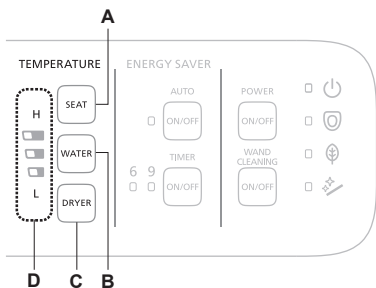 A
TEMPERATURE
ENERGY SAVER
H
SEAT
AUTO
ON/OFF
POWER
ON/OFF
WATER
TIMER
6 9
ON/OFF
WAND
CLEANING
ON/OFF
L
DRYER
D
C
B